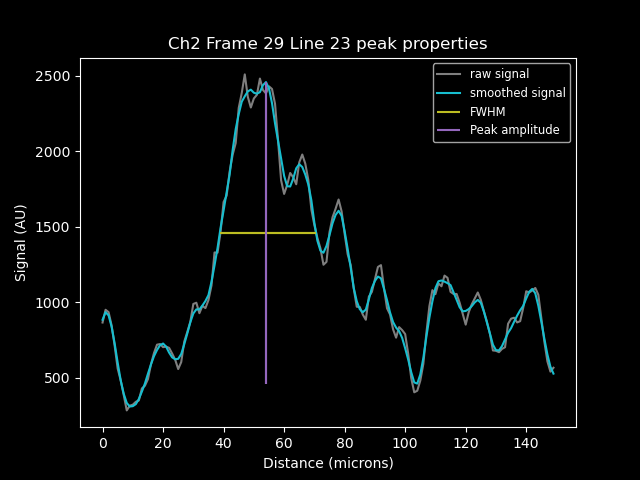 Ch2 Frame 29 Line 23 peak properties
raw signal
smoothed signal
FWHM
Peak amplitude
Signal (AU)
2500
2000
1500
1000
500
0 20 40 60 80 100 120 140
Distance (microns)